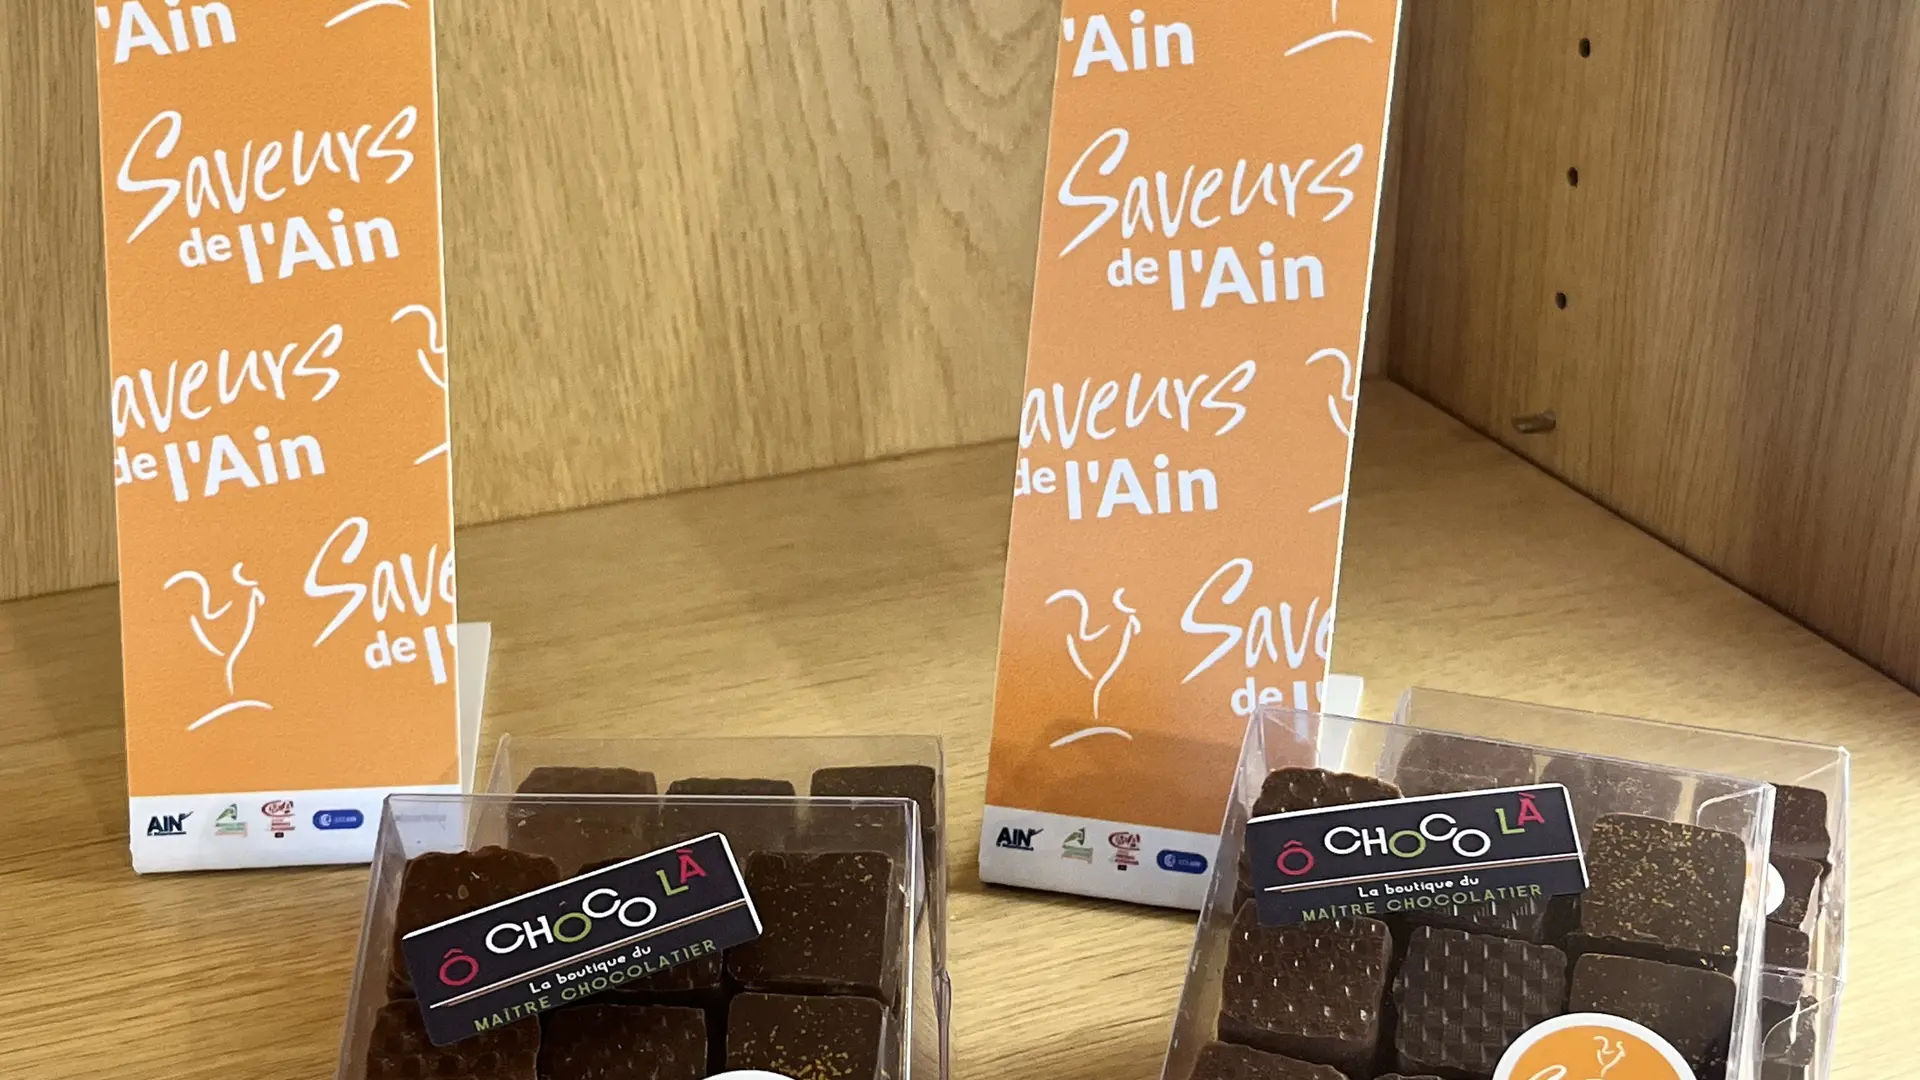 'Ain
Saveurs
de l'Ain
aveurs
de l'Ain
Save
de l'
AIN
'Ain
Saveurs
de l'Ain
aveurs
de l'Ain
Save
de l'
AIN
Ô CHOCO LÀ
La boutique du
MAÎTRE CHOCOLATIER
Ô CHOCO LÀ
La boutique du
MAÎTRE CHOCOLATIER